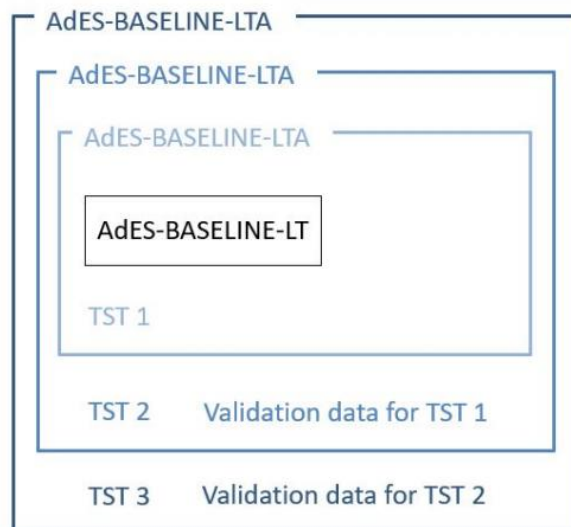 AdES-BASELINE-LTA
AdES-BASELINE-LTA
AdES-BASELINE-LTA
AdES-BASELINE-LT
TST 1
TST 2 Validation data for TST 1
TST 3 Validation data for TST 2